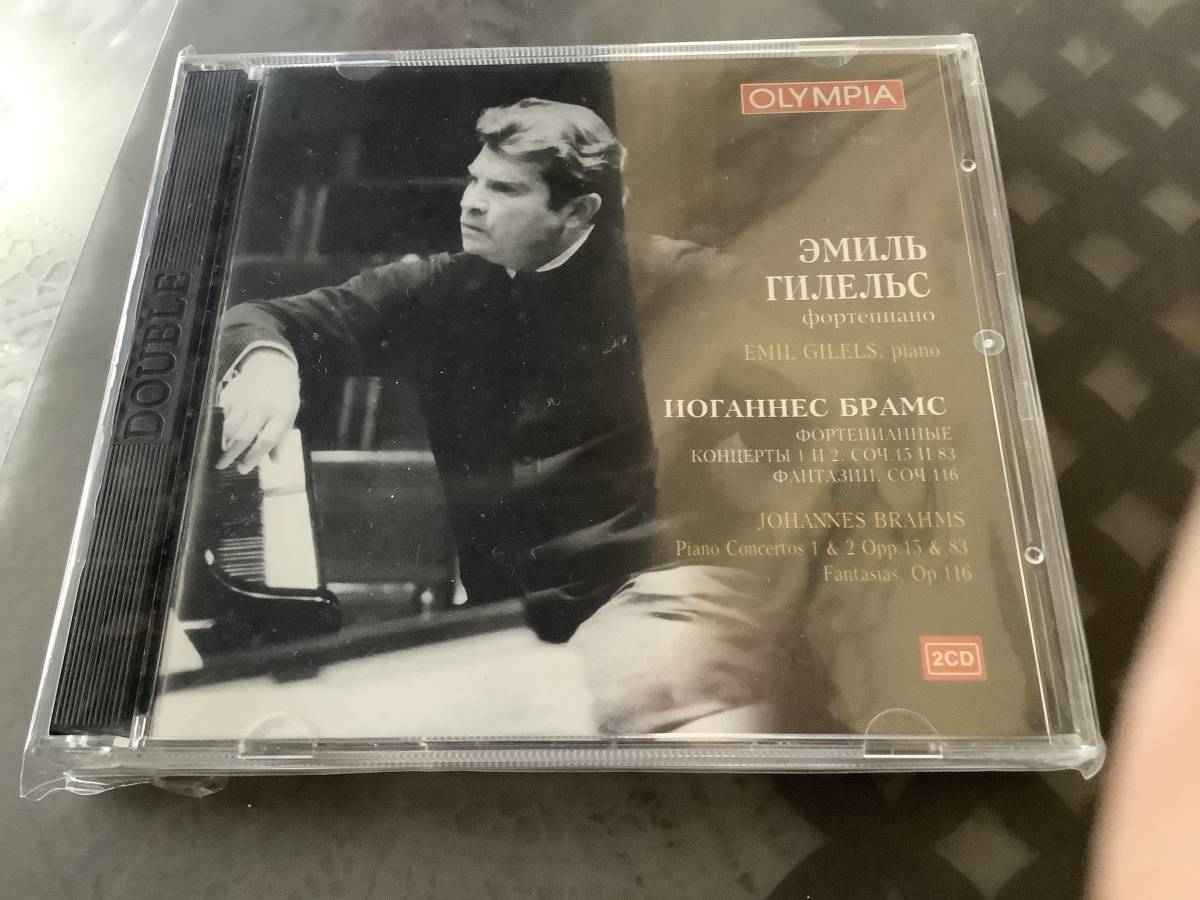 OLYMPIA
DOUBLE
ЭМИЛЬ
ГИЛЕЛЬС
фортепиано
EMIL GILELS, piano
ИОГАННЕС БРАМС
ФОРТЕПИАННЫЕ
КОНЦЕРТЫ 1 И 2. СОЧ.15 И 83
ФАНТАЗИИ. СОЧ.116
JOHANNES BRAHMS
Piano Concertos 1 & 2 Opp.15 & 83
Fantasias, Op.116
2CD